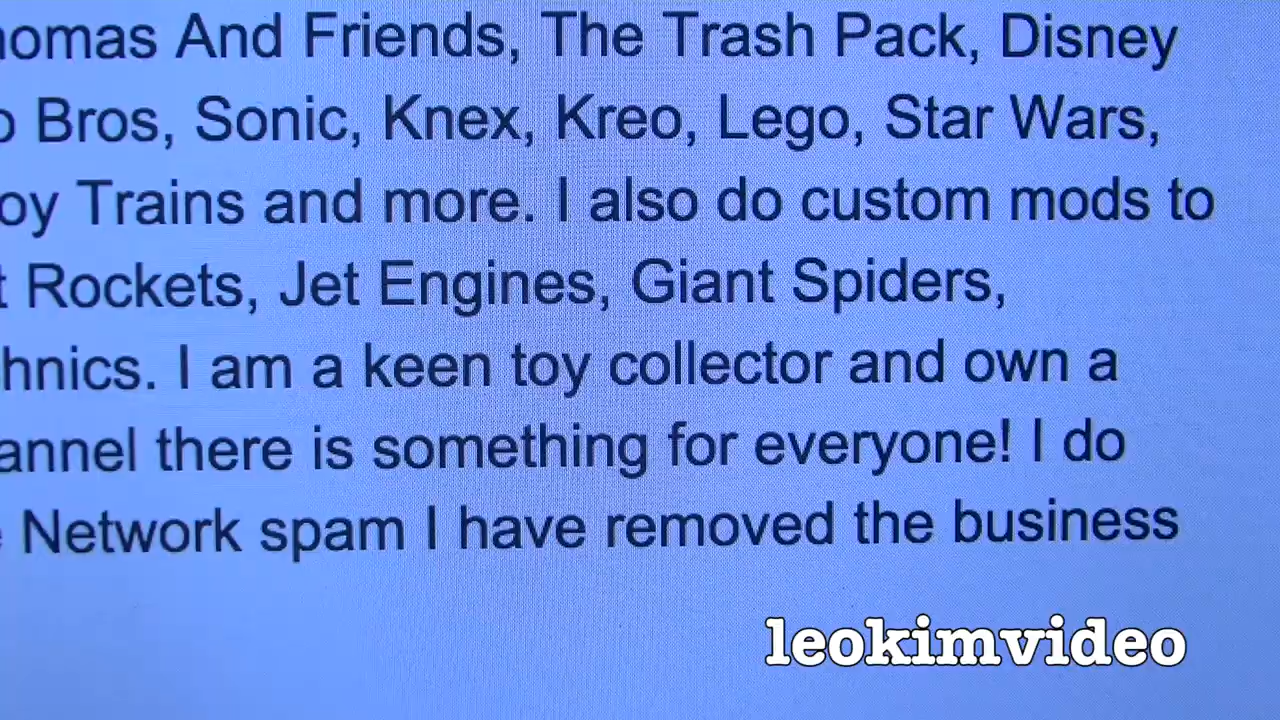 homas And Friends, The Trash Pack, Disney
o Bros, Sonic, Knex, Kreo, Lego, Star Wars,
oy Trains and more. I also do custom mods to
t Rockets, Jet Engines, Giant Spiders,
hnics. I am a keen toy collector and own a
annel there is something for everyone! I do
e Network spam I have removed the business
leokimvideo